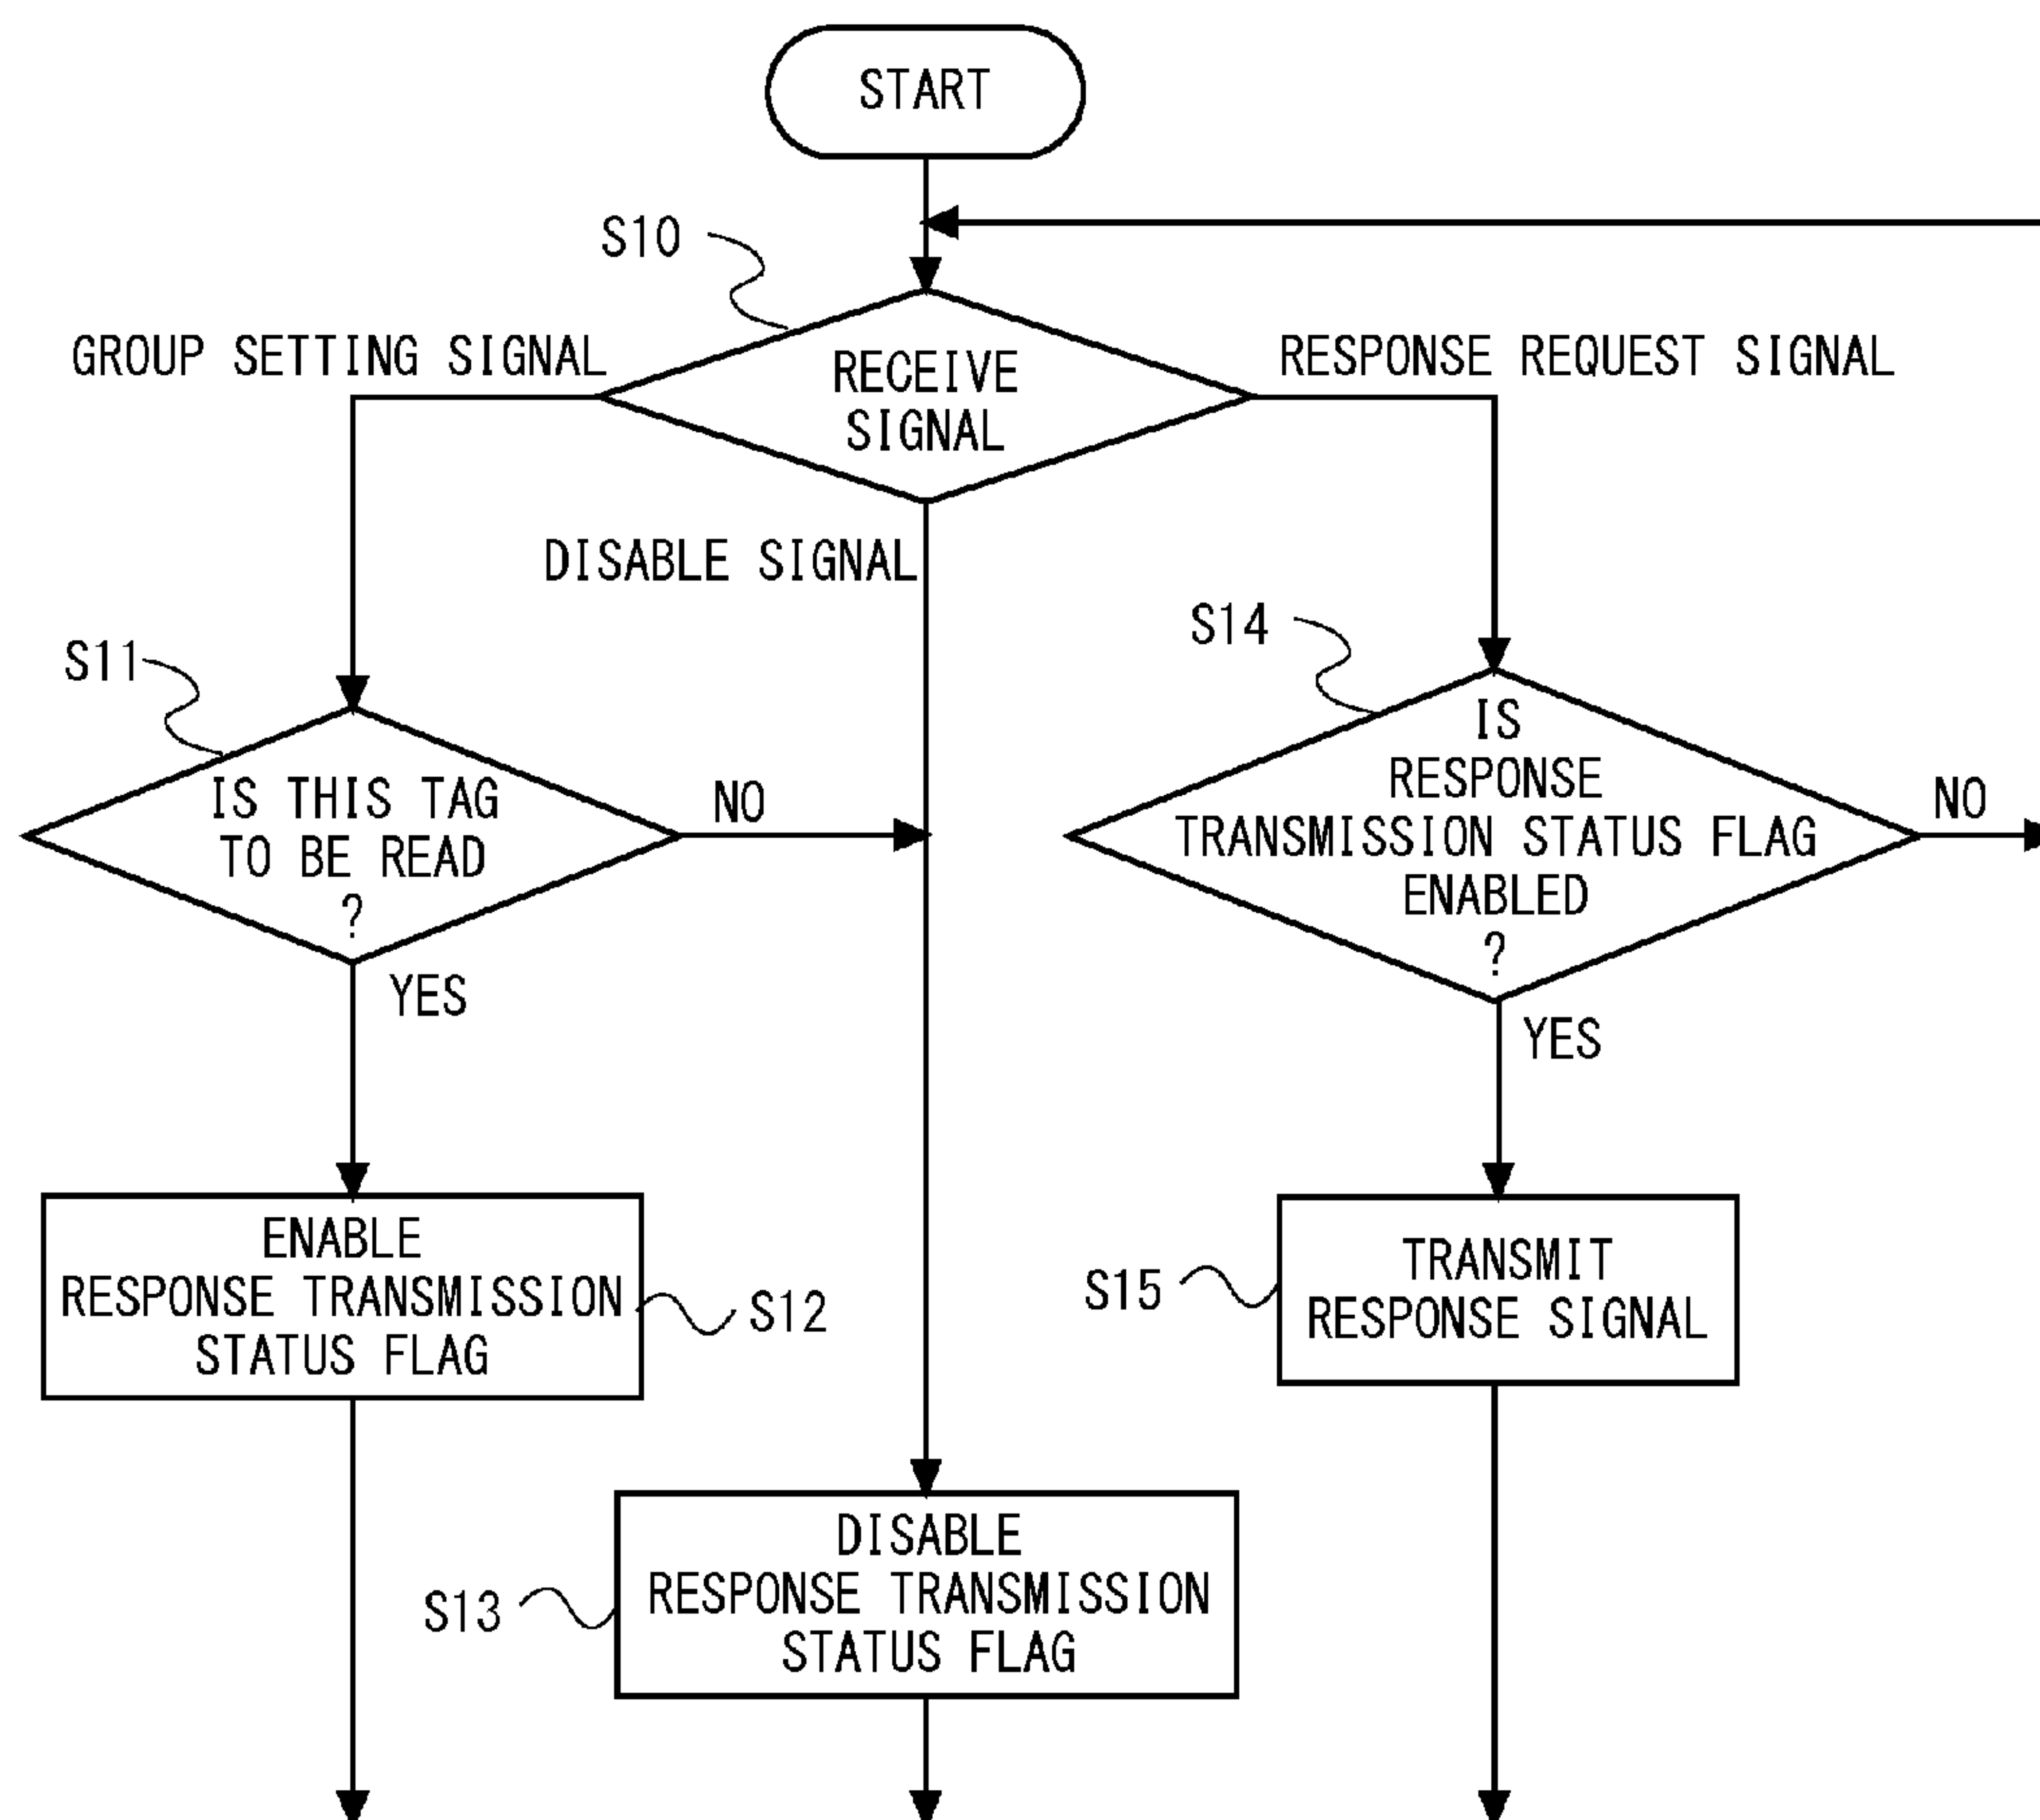 START
S10
GROUP SETTING SIGNAL
RECEIVE
SIGNAL
RESPONSE REQUEST SIGNAL
DISABLE SIGNAL
S11
IS THIS TAG
TO BE READ
?
NO
YES
S14
IS
RESPONSE
TRANSMISSION STATUS FLAG
ENABLED
?
NO
YES
ENABLE
RESPONSE TRANSMISSION
STATUS FLAG
S12
S15
TRANSMIT
RESPONSE SIGNAL
S13
DISABLE
RESPONSE TRANSMISSION
STATUS FLAG